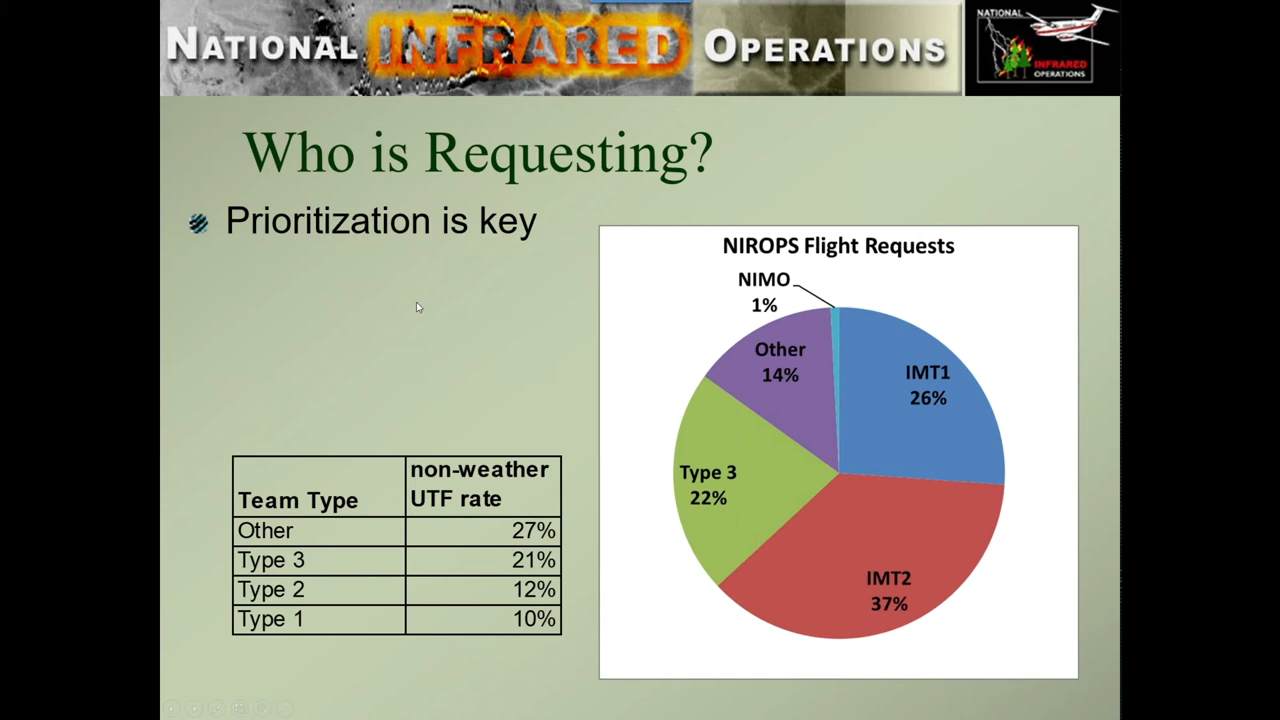 NATIONAL INFRARED OPERATIONS
NATIONAL
INFRARED
OPERATIONS
Who is Requesting?
Prioritization is key
NIROPS Flight Requests
NIMO
1%
Other
14%
IMT1
26%
Type 3
22%
IMT2
37%
Team Type	non-weather UTF rate
Other	27%
Type 3	21%
Type 2	12%
Type 1	10%